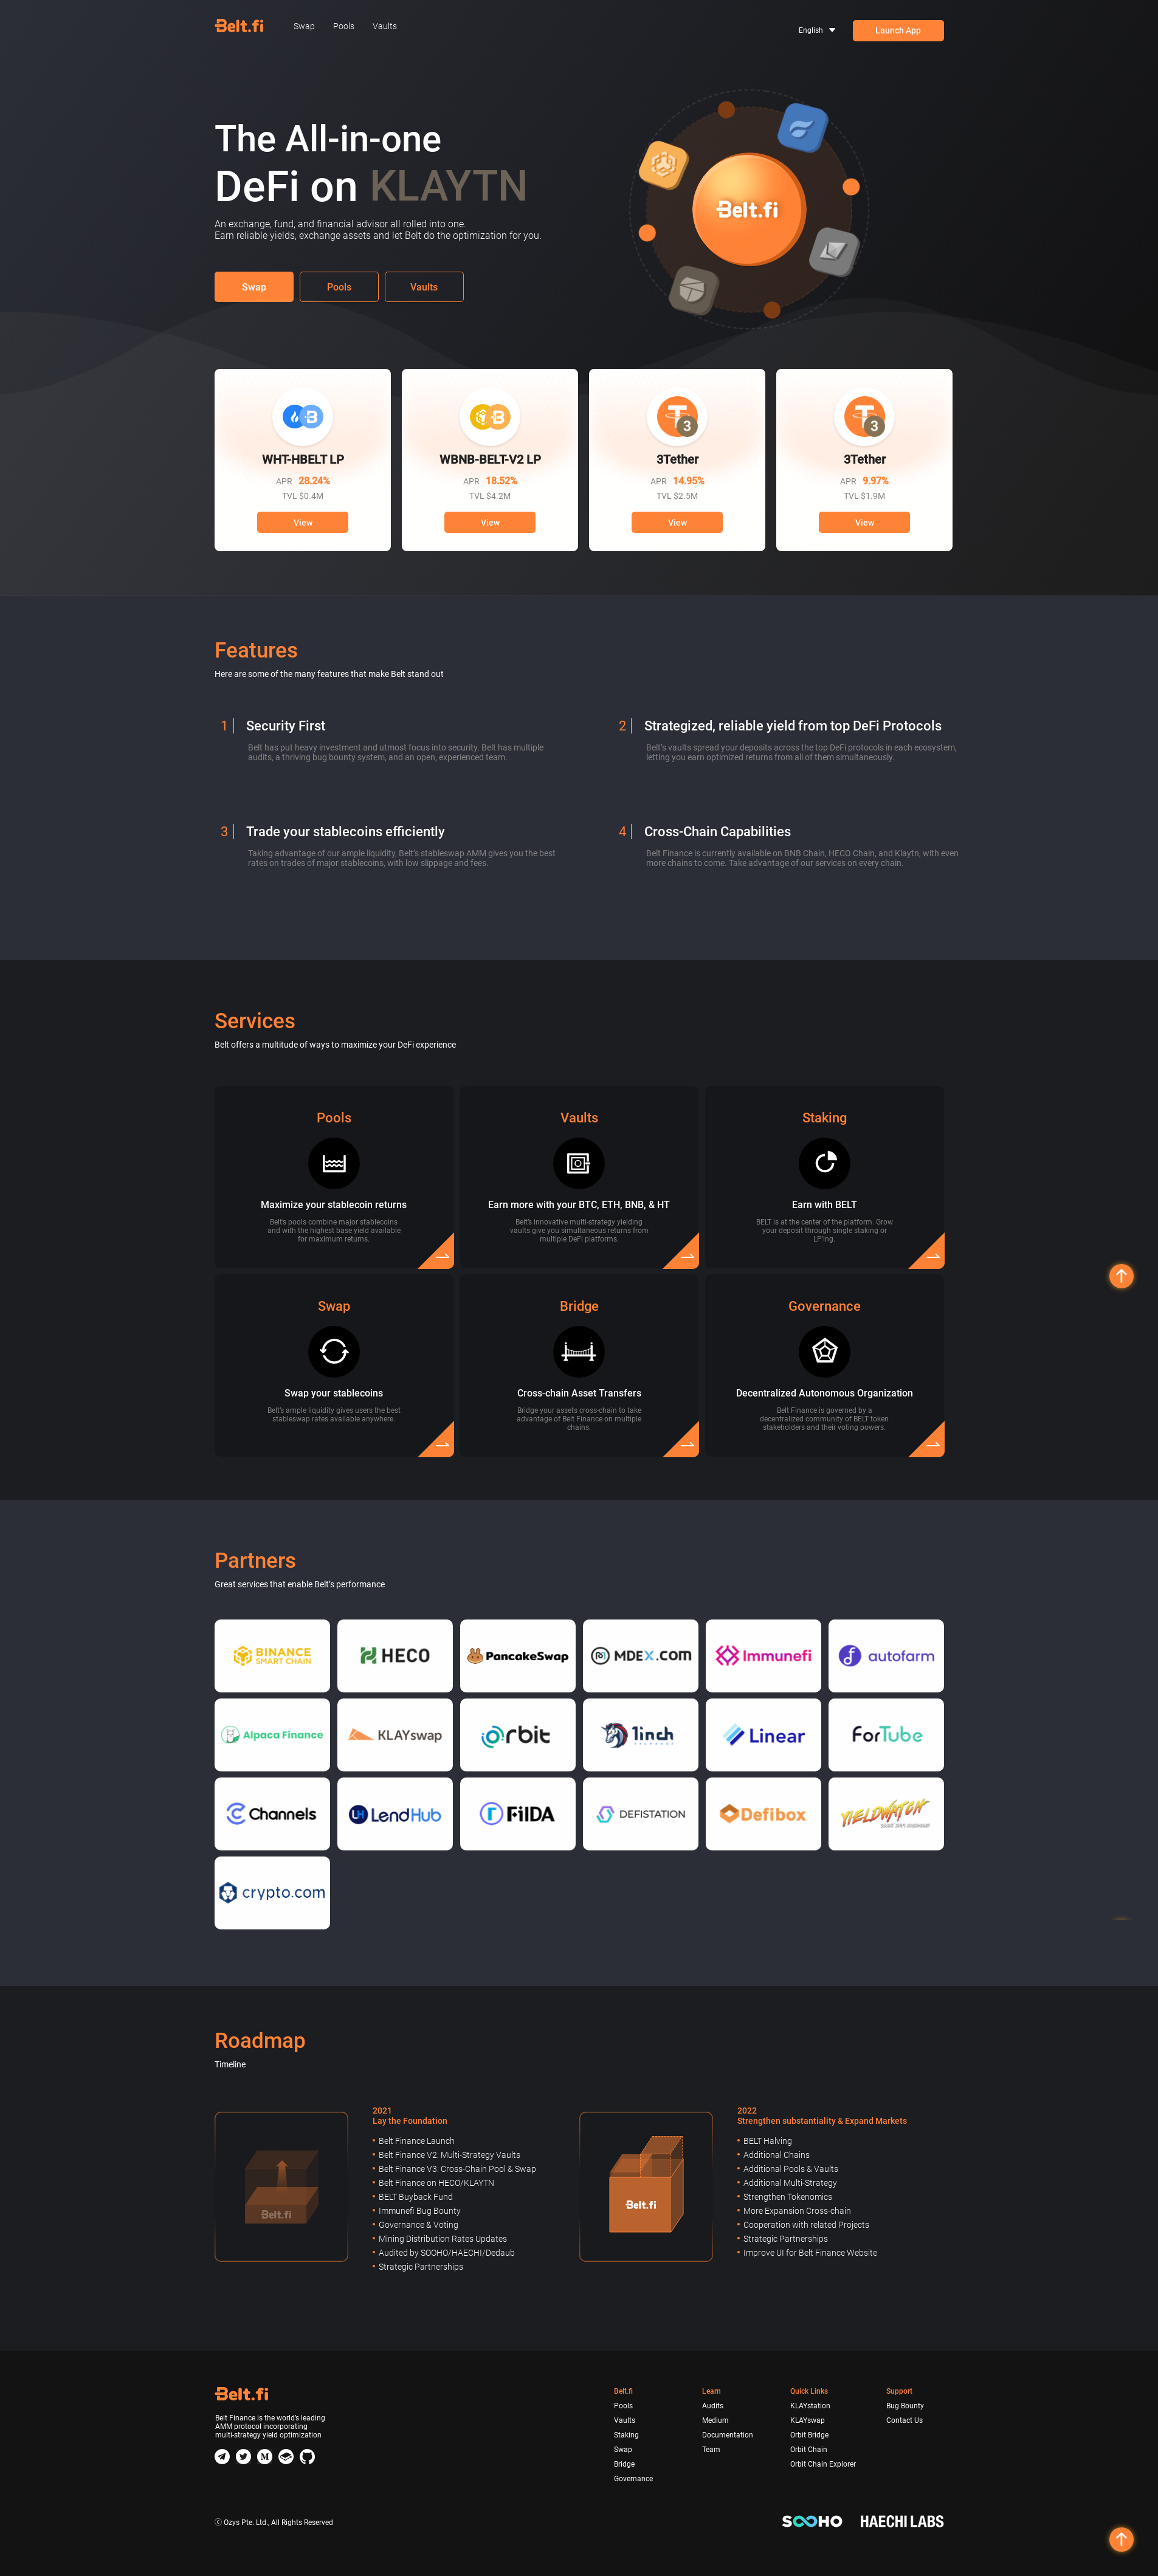 Belt.fi
Swap
Pools
Vaults
English
Launch App
The All-in-one
DeFi on KLAYTN
An exchange, fund, and financial advisor all rolled into one.
Earn reliable yields, exchange assets and let Belt do the optimization for you.
Swap
Pools
Vaults
Belt.fi
WHT-HBELT LP
APR 28.24%
TVL $0.4M
View
WBNB-BELT-V2 LP
APR 18.52%
TVL $4.2M
View
3
3Tether
APR 14.95%
TVL $2.5M
View
3
3Tether
APR 9.97%
TVL $1.9M
View
Features
Here are some of the many features that make Belt stand out
1 Security First
Belt has put heavy investment and utmost focus into security. Belt has multiple
audits, a thriving bug bounty system, and an open, experienced team.
2 Strategized, reliable yield from top DeFi Protocols
Belt's vaults spread your deposits across the top DeFi protocols in each ecosystem,
letting you earn optimized returns from all of them simultaneously.
3 Trade your stablecoins efficiently
Taking advantage of our ample liquidity, Belt's stableswap AMM gives you the best
rates on trades of major stablecoins, with low slippage and fees.
4 Cross-Chain Capabilities
Belt Finance is currently available on BNB Chain, HECO Chain, and Klaytn, with even
more chains to come. Take advantage of our services on every chain.
Services
Belt offers a multitude of ways to maximize your DeFi experience
Pools
Maximize your stablecoin returns
Belt's pools combine major stablecoins
and with the highest base yield available
for maximum returns.
Vaults
Earn more with your BTC, ETH, BNB, & HT
Belt's innovative multi-strategy yielding
vaults give you simultaneous returns from
multiple DeFi platforms.
Staking
Earn with BELT
BELT is at the center of the platform. Grow
your deposit through single staking or
LP'ing.
Swap
Swap your stablecoins
Belt's ample liquidity gives users the best
stableswap rates available anywhere.
Bridge
Cross-chain Asset Transfers
Bridge your assets cross-chain to take
advantage of Belt Finance on multiple
chains.
Governance
Decentralized Autonomous Organization
Belt Finance is governed by a
decentralized community of BELT token
stakeholders and their voting powers.
Partners
Great services that enable Belt's performance
BINANCE
SMART CHAIN
HECO
PancakeSwap
MDEX.COM
Immunefi
autofarm
Alpaca Finance
KLAYswap
Orbit
1inch
EXCHANGE
Linear
ForTube
Channels
LendHub
FilDA
DEFISTATION
Defibox
YIELDWATCH
crypto.com
Roadmap
Timeline
Belt.fi
2021
Lay the Foundation
Belt Finance Launch
Belt Finance V2: Multi-Strategy Vaults
Belt Finance V3: Cross-Chain Pool & Swap
Belt Finance on HECO/KLAYTN
BELT Buyback Fund
Immunefi Bug Bounty
Governance & Voting
Mining Distribution Rates Updates
Audited by SOOHO/HAECHI/Dedaub
Strategic Partnerships
Belt.fi
2022
Strengthen substantiality & Expand Markets
BELT Halving
Additional Chains
Additional Pools & Vaults
Additional Multi-Strategy
Strengthen Tokenomics
More Expansion Cross-chain
Cooperation with related Projects
Strategic Partnerships
Improve UI for Belt Finance Website
Belt.fi
Belt Finance is the world's leading
AMM protocol incorporating
multi-strategy yield optimization
Belt.fi
Pools
Vaults
Staking
Swap
Bridge
Governance
Learn
Audits
Medium
Documentation
Team
Quick Links
KLAYstation
KLAYswap
Orbit Bridge
Orbit Chain
Orbit Chain Explorer
Support
Bug Bounty
Contact Us
ⓒ Ozys Pte. Ltd., All Rights Reserved
SOOHO
HAECHI LABS